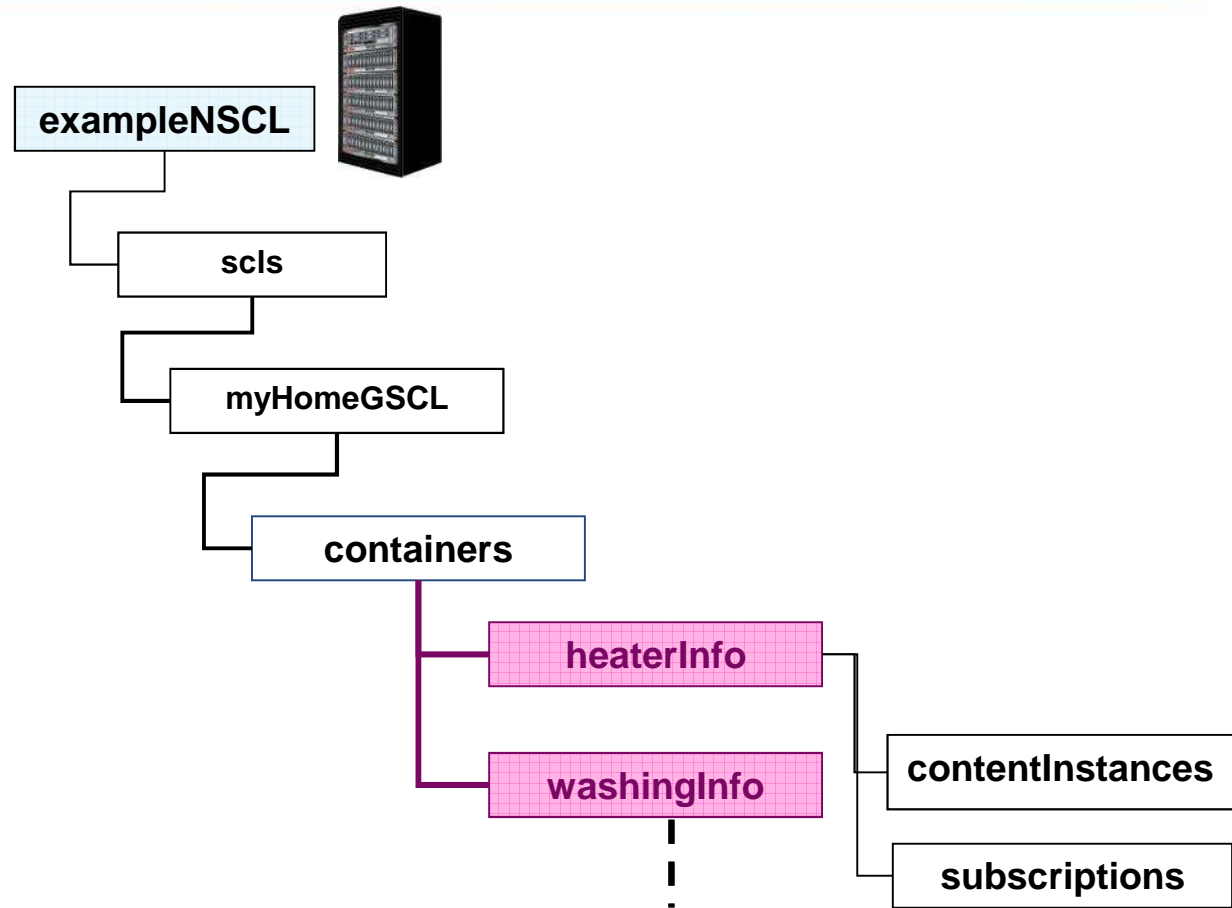 exampleNSCL
scls
myHomeGSCL
containers
heaterInfo
washingInfo
contentInstances
subscriptions